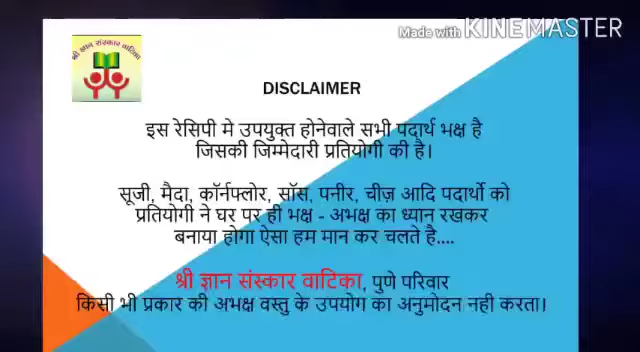 Made with KINEMASTER
श्री ज्ञान संस्कार वाटिका
DISCLAIMER
इस रेसिपी मे उपयुक्त होनेवाले सभी पदार्थ भक्ष है
जिसकी जिम्मेदारी प्रतियोगी की है।
सूजी, मैदा, कॉर्नफ्लोर, सॉस, पनीर, चीज़ आदि पदार्थो को
प्रतियोगी ने घर पर ही भक्ष - अभक्ष का ध्यान रखकर
बनाया होगा ऐसा हम मान कर चलते है....
श्री ज्ञान संस्कार वाटिका, पुणे परिवार
किसी भी प्रकार की अभक्ष वस्तु के उपयोग का अनुमोदन नही करता।